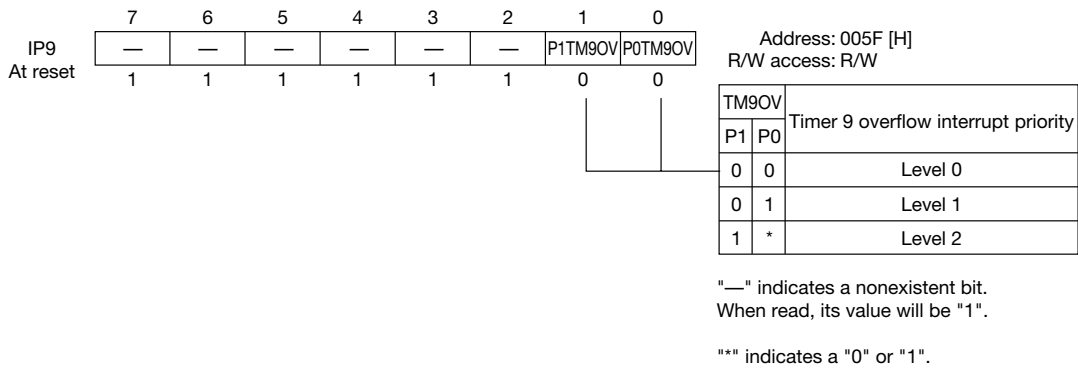 7 6 5 4 3 2 1 0
IP9 — — — — — — P1TM9OV P0TM9OV
At reset 1 1 1 1 1 1 0 0
Address: 005F [H]
R/W access: R/W
TM9OV Timer 9 overflow interrupt priority
P1 P0
0 0 Level 0
0 1 Level 1
1 * Level 2
"—" indicates a nonexistent bit.
When read, its value will be "1".
"*" indicates a "0" or "1".